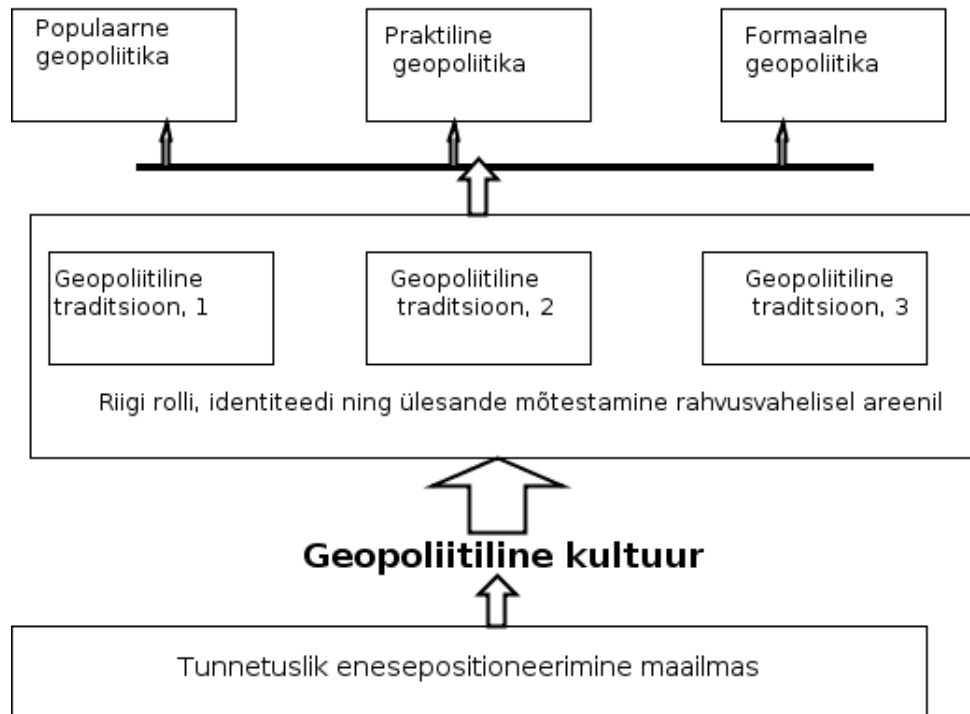 Populaarne
geopoliitika
Praktiline
geopoliitika
Formaalne
geopoliitika
Geopoliitiline
traditsioon, 1
Geopoliitiline
traditsioon, 2
Geopoliitiline
traditsioon, 3
Riigi rolli, identiteedi ning ülesande mõtestamine rahvusvahelisel areenil
Geopoliitiline kultuur
Tunnetuslik enesepositioneerimine maailmas